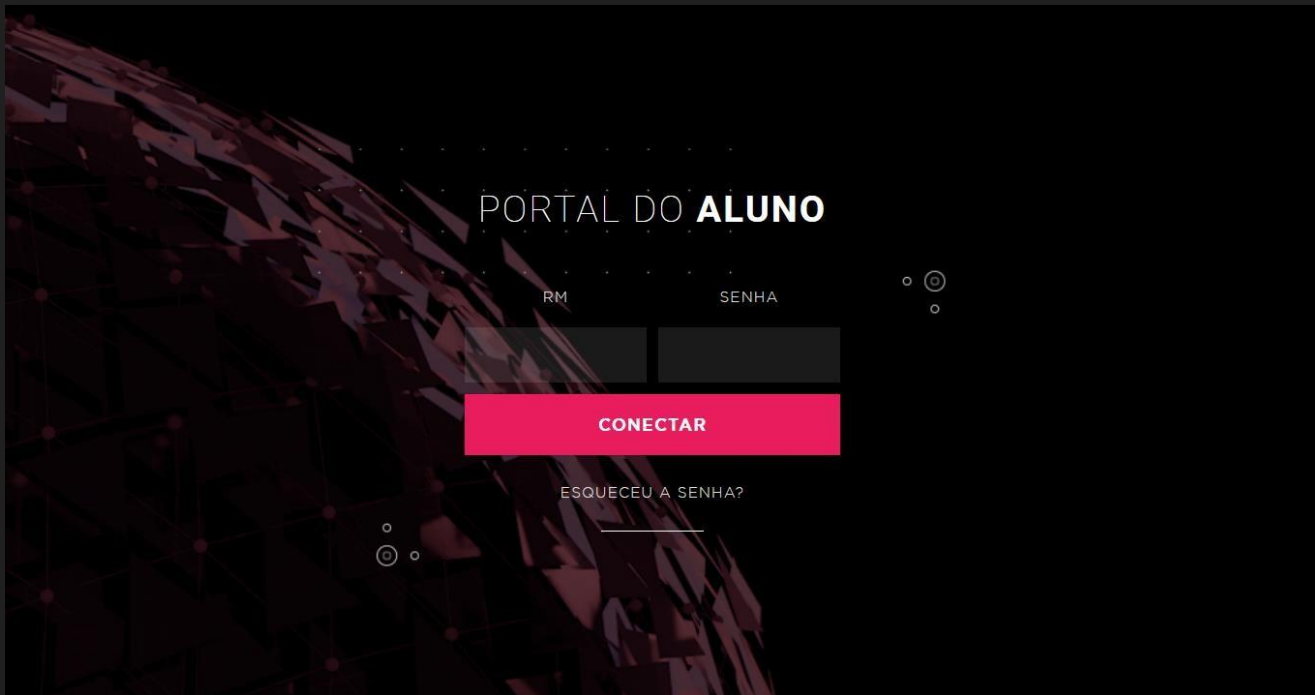 PORTAL DO ALUNO
RM
SENHA
CONECTAR
ESQUECEU A SENHA?